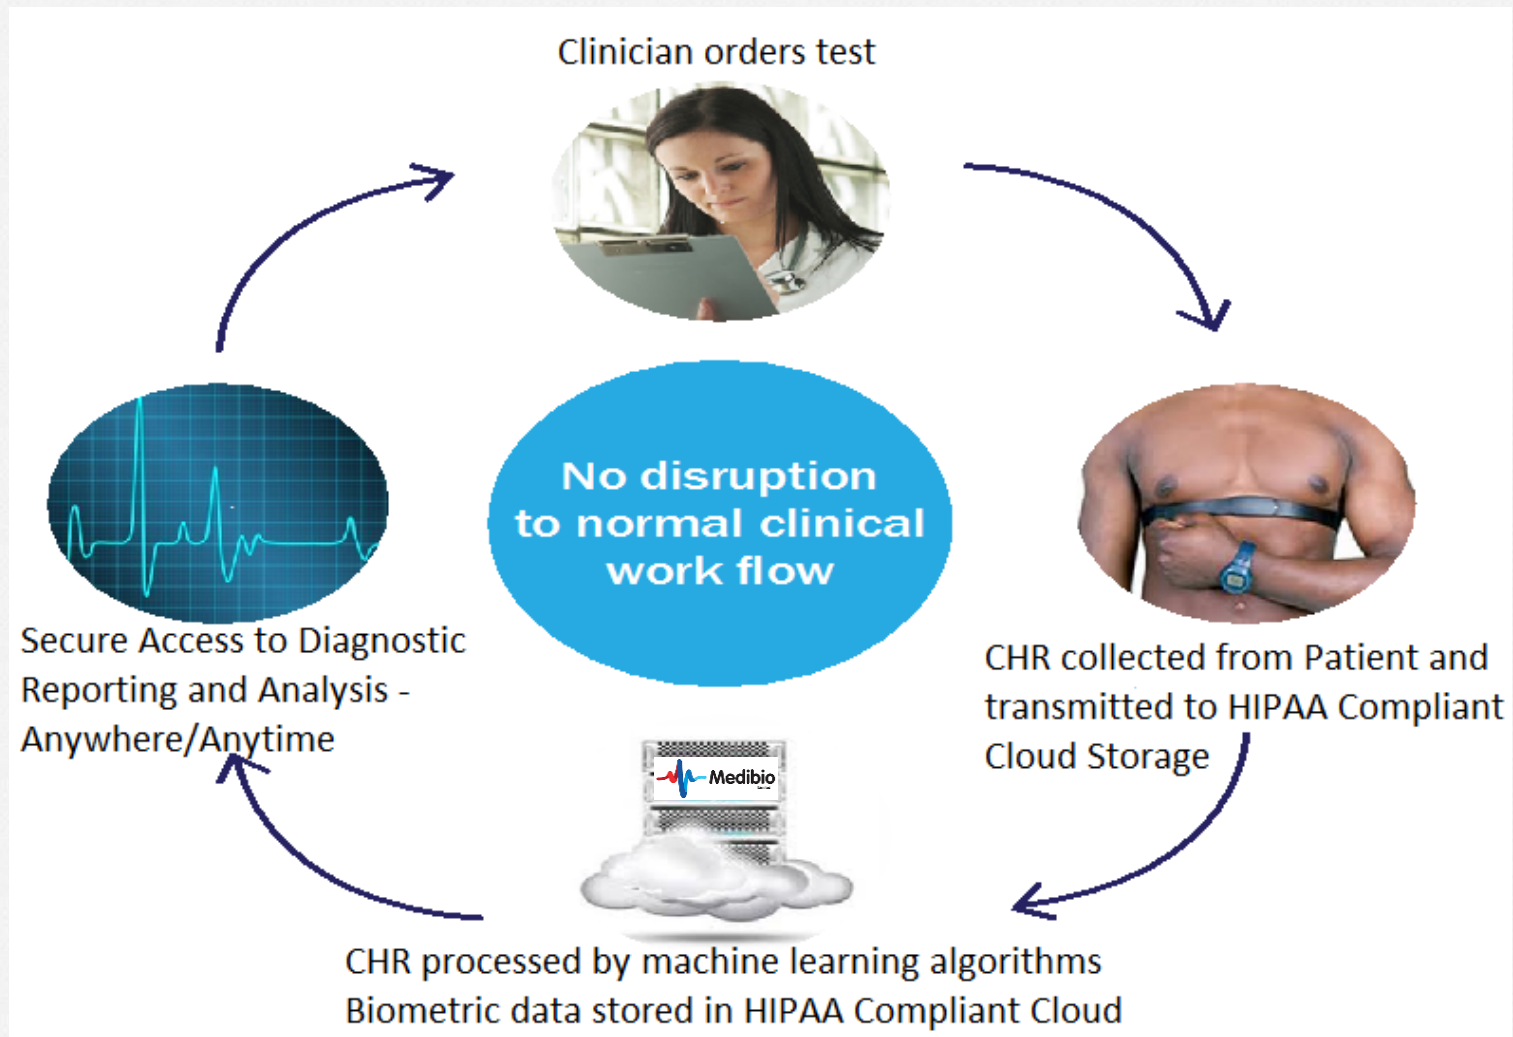 Clinician orders test
No disruption
to normal clinical
work flow
CHR collected from Patient and
transmitted to HIPAA Compliant
Cloud Storage
Medibio
CHR processed by machine learning algorithms
Biometric data stored in HIPAA Compliant Cloud
Secure Access to Diagnostic
Reporting and Analysis -
Anywhere/Anytime